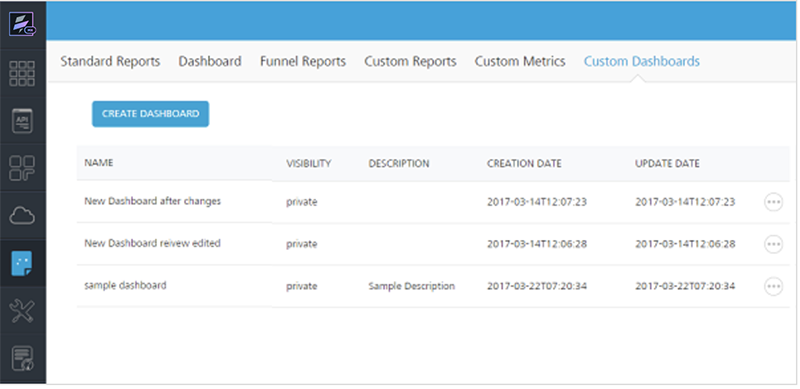 Standard Reports Dashboard Funnel Reports Custom Reports Custom Metrics Custom Dashboards
API
CREATE DASHBOARD
NAME VISIBILITY DESCRIPTION CREATION DATE UPDATE DATE
New Dashboard after changes private 2017-03-14T12:07:23 2017-03-14T12:07:23
New Dashboard reivew edited private 2017-03-14T12:06:28 2017-03-14T12:06:28
sample dashboard private Sample Description 2017-03-22T07:20:34 2017-03-22T07:20:34